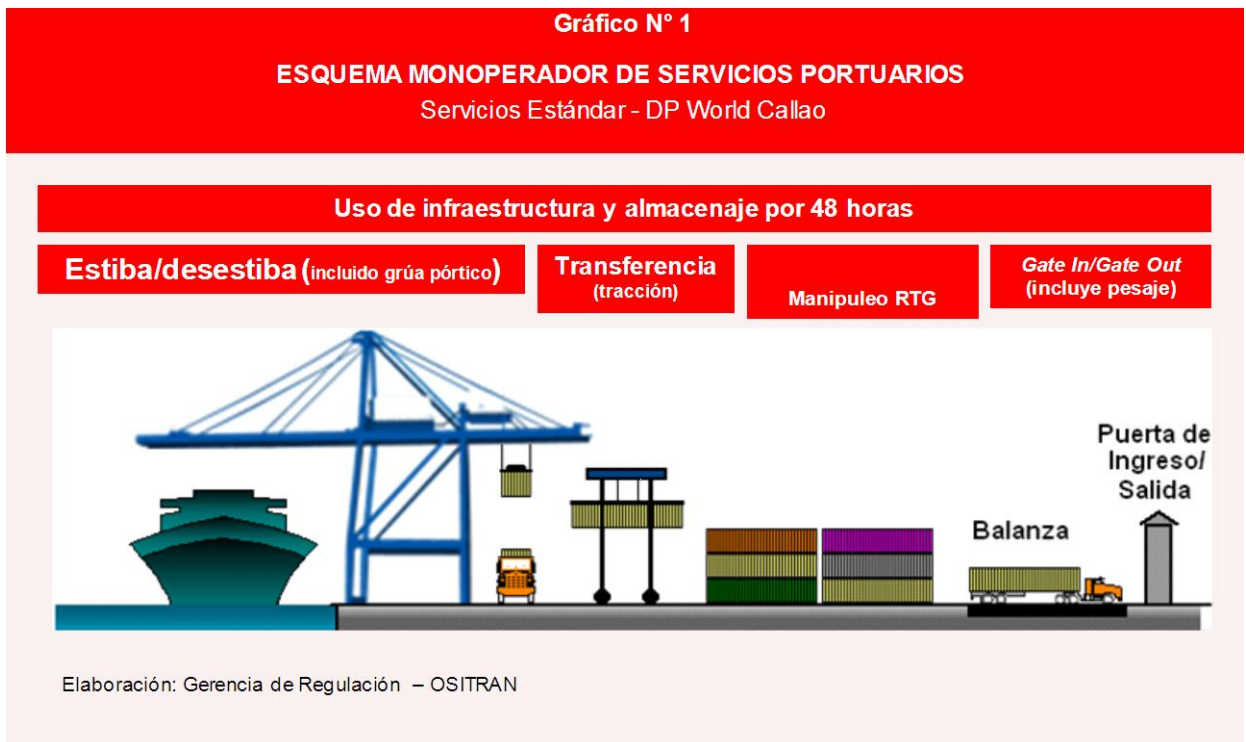 Gráfico N° 1
ESQUEMA MONOPERADOR DE SERVICIOS PORTUARIOS
Servicios Estándar - DP World Callao
Uso de infraestructura y almacenaje por 48 horas
Estiba/desestiba (incluido grúa pórtico)
Transferencia
(tracción)
Manipuleo RTG
Gate In/Gate Out
(incluye pesaje)
Puerta de
Ingreso/
Salida
Balanza
Elaboración: Gerencia de Regulación – OSITRAN